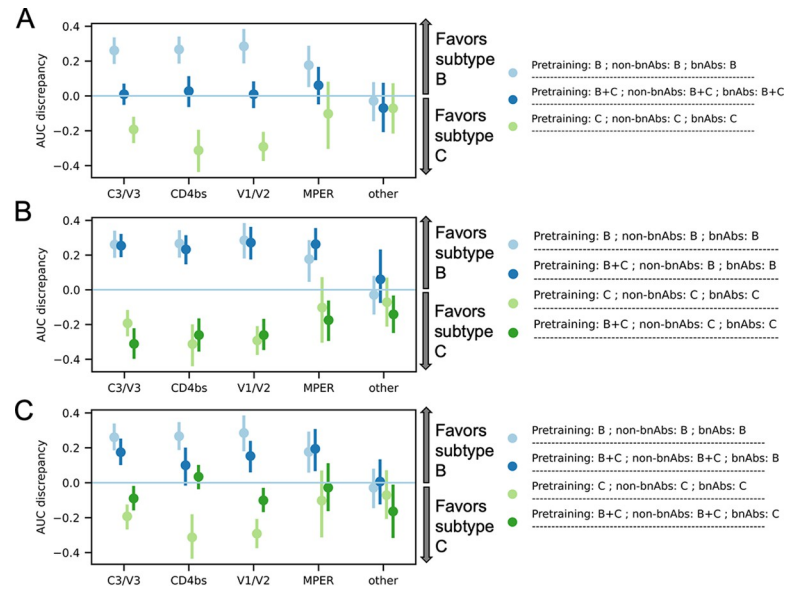 A
AUC discrepancy
0.4
0.2
0.0
−0.2
−0.4
C3/V3 CD4bs V1/V2 MPER other
Favors
subtype
B
Favors
subtype
C
Pretraining: B ; non-bnAbs: B ; bnAbs: B
Pretraining: B+C ; non-bnAbs: B+C ; bnAbs: B+C
Pretraining: C ; non-bnAbs: C ; bnAbs: C
B
AUC discrepancy
0.4
0.2
0.0
−0.2
−0.4
C3/V3 CD4bs V1/V2 MPER other
Favors
subtype
B
Favors
subtype
C
Pretraining: B ; non-bnAbs: B ; bnAbs: B
Pretraining: B+C ; non-bnAbs: B ; bnAbs: B
Pretraining: C ; non-bnAbs: C ; bnAbs: C
Pretraining: B+C ; non-bnAbs: C ; bnAbs: C
C
AUC discrepancy
0.4
0.2
0.0
−0.2
−0.4
C3/V3 CD4bs V1/V2 MPER other
Favors
subtype
B
Favors
subtype
C
Pretraining: B ; non-bnAbs: B ; bnAbs: B
Pretraining: B+C ; non-bnAbs: B+C ; bnAbs: B
Pretraining: C ; non-bnAbs: C ; bnAbs: C
Pretraining: B+C ; non-bnAbs: B+C ; bnAbs: C